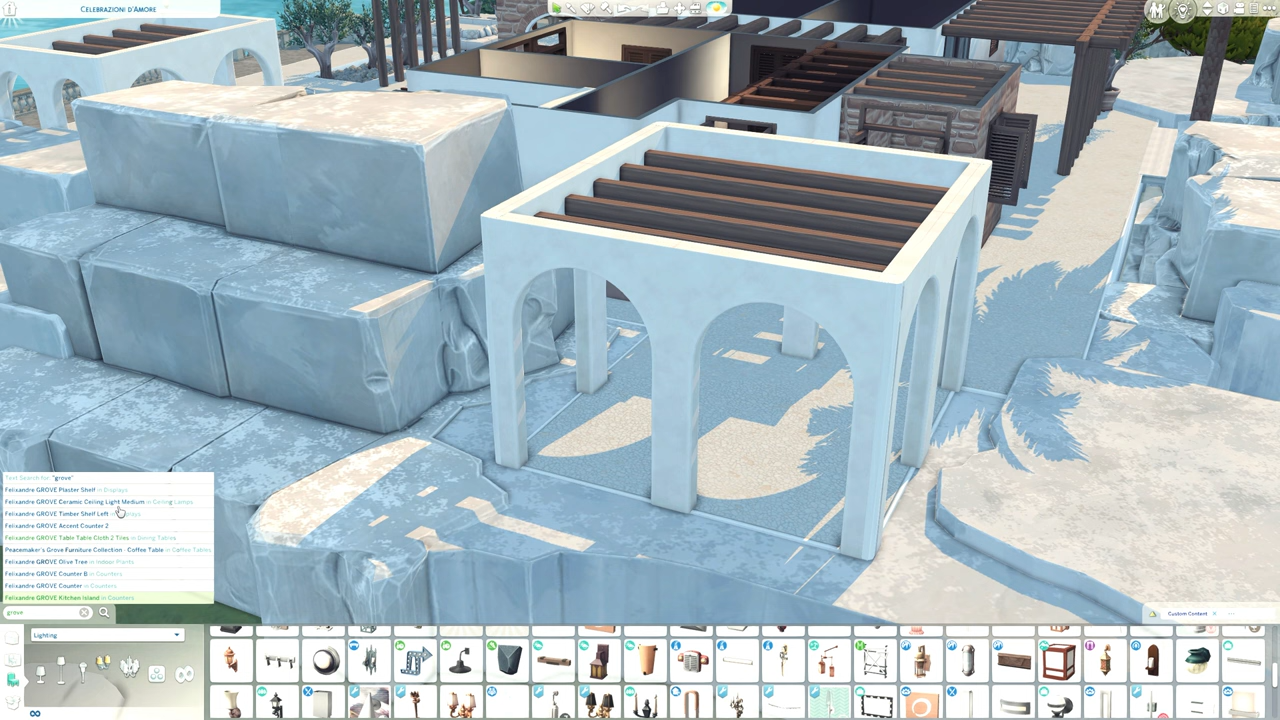 Celebrazioni d'Amore
Text Search for: "grove"
Felixandre GROVE Plaster Shelf in Displays
Felixandre GROVE Ceramic Ceiling Light Medium in Ceiling Lamps
Felixandre GROVE Timber Shelf Left in Displays
Felixandre GROVE Accent Counter 2
Felixandre GROVE Table Table Cloth 2 Tiles in Dining Tables
Peacemaker's Grove Furniture Collection - Coffee Table in Coffee Tables
Felixandre GROVE Olive Tree in Indoor Plants
Felixandre GROVE Counter B in Counters
Felixandre GROVE Counter in Counters
Felixandre GROVE Kitchen Island in Counters
grove
Custom Content
Lighting